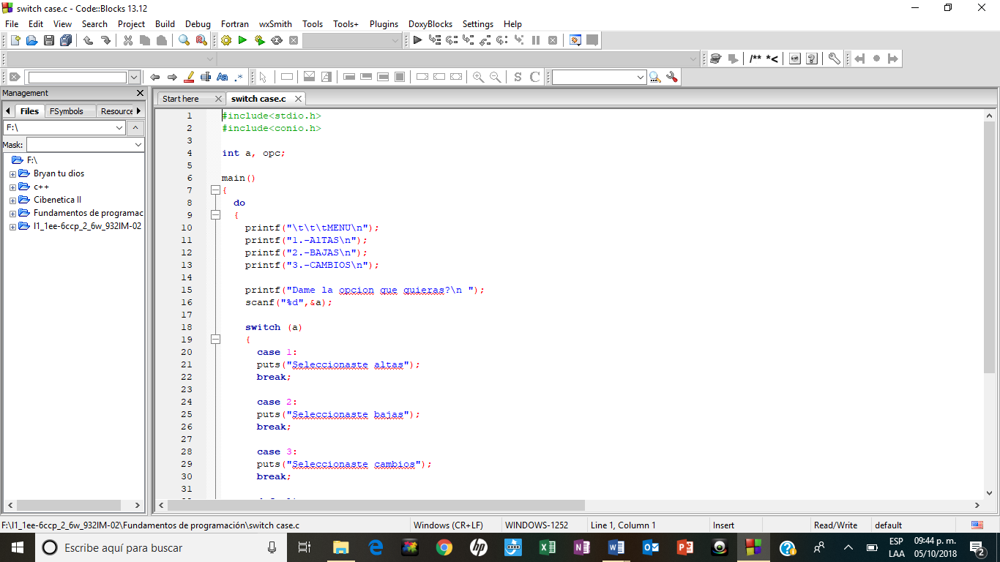 switch case.c - Code::Blocks 13.12
File Edit View Search Project Build Debug Fortran wxSmith Tools Tools+ Plugins DoxyBlocks Settings Help
/** *<
Aa .*
S C
Management
Files FSymbols Resource
F:\
Mask:
F:\
Bryan tu dios
c++
Cibenetica II
Fundamentos de programac
I1_1ee-6ccp_2_6w_932IM-02
Start here switch case.c
1 #include<stdio.h>
2 #include<conio.h>
3
4 int a, opc;
5
6 main()
7 {
8 do
9 {
10 printf("\t\t\tMENU\n");
11 printf("1.-AlTAS\n");
12 printf("2.-BAJAS\n");
13 printf("3.-CAMBIOS\n");
14
15 printf("Dame la opcion que quieras?\n ");
16 scanf("%d",&a);
17
18 switch (a)
19 {
20 case 1:
21 puts("Seleccionaste altas");
22 break;
23
24 case 2:
25 puts("Seleccionaste bajas");
26 break;
27
28 case 3:
29 puts("Seleccionaste cambios");
30 break;
31
F:\I1_1ee-6ccp_2_6w_932IM-02\Fundamentos de programación\switch case.c Windows (CR+LF) WINDOWS-1252 Line 1, Column 1 Insert Read/Write default
Escribe aquí para buscar
ESP 09:44 p. m.
LAA 05/10/2018
2